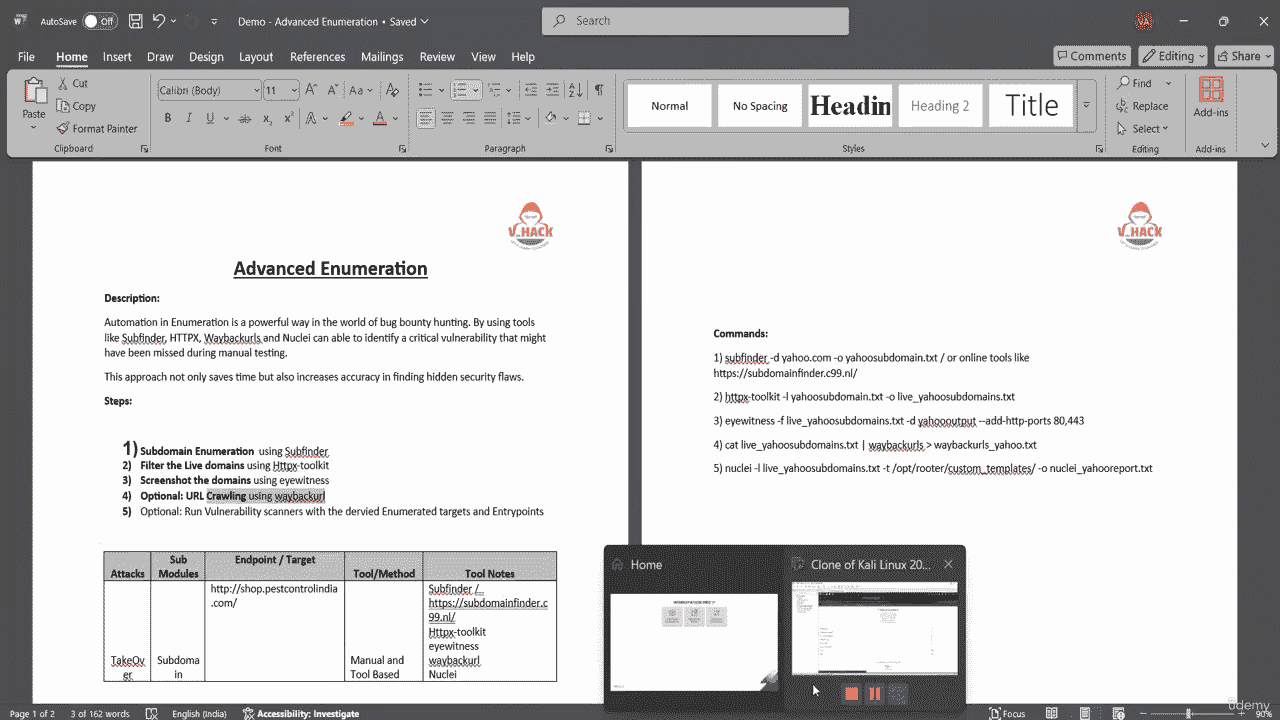 AutoSave Off Demo - Ad... • Saved Search VA
File Home Insert Draw Design Layout References Mailings Review View Help Comments Editing Share
Paste Cut Copy Format Painter
Calibri (Body) 11
Normal No Spacing Headin Heading 2 Title
Find Replace Select Add-ins
Clipboard Font Paragraph Styles Editing Add-ins
V_HACK
Advanced Enumeration
Description:
Automation in Enumeration is a powerful way in the world of bug bounty hunting. By using tools
like Subfinder, HTTPX, Waybackurls and Nuclei can able to identify a critical vulnerability that might
have been missed during manual testing.
This approach not only saves time but also increases accuracy in finding hidden security flaws.
Steps:
1) Subdomain Enumeration using Subfinder
2) Filter the Live domains using Httpx-toolkit
3) Screenshot the domains using eyewitness
4) Optional: URL Crawling using waybackurl
5) Optional: Run Vulnerability scanners with the dervied Enumerated targets and Entrypoints
Attacks Sub Modules Endpoint / Target Tool/Method Tool Notes
TakeOver Subdomain http://shop.pestcontrolindia.com/ Manual and Tool Based
Subfinder /
https://subdomainfinder.c
99.nl/
Httpx-toolkit
eyewitness
waybackurl
Nuclei
V_HACK
Commands:
1) subfinder -d yahoo.com -o yahoosubdomain.txt / or online tools like
https://subdomainfinder.c99.nl/
2) httpx-toolkit -l yahoosubdomain.txt -o live_yahoosubdomains.txt
3) eyewitness -f live_yahoosubdomains.txt -d yahoooutput --add-http-ports 80,443
4) cat live_yahoosubdomains.txt | waybackurls > waybackurls_yahoo.txt
5) nuclei -l live_yahoosubdomains.txt -t /opt/rooter/custom_templates/ -o nuclei_yahooreport.txt
Home Clone of Kali Linux 20...
Page 1 of 2 3 of 162 words English (India) Accessibility: Investigate Focus 90%
udemy